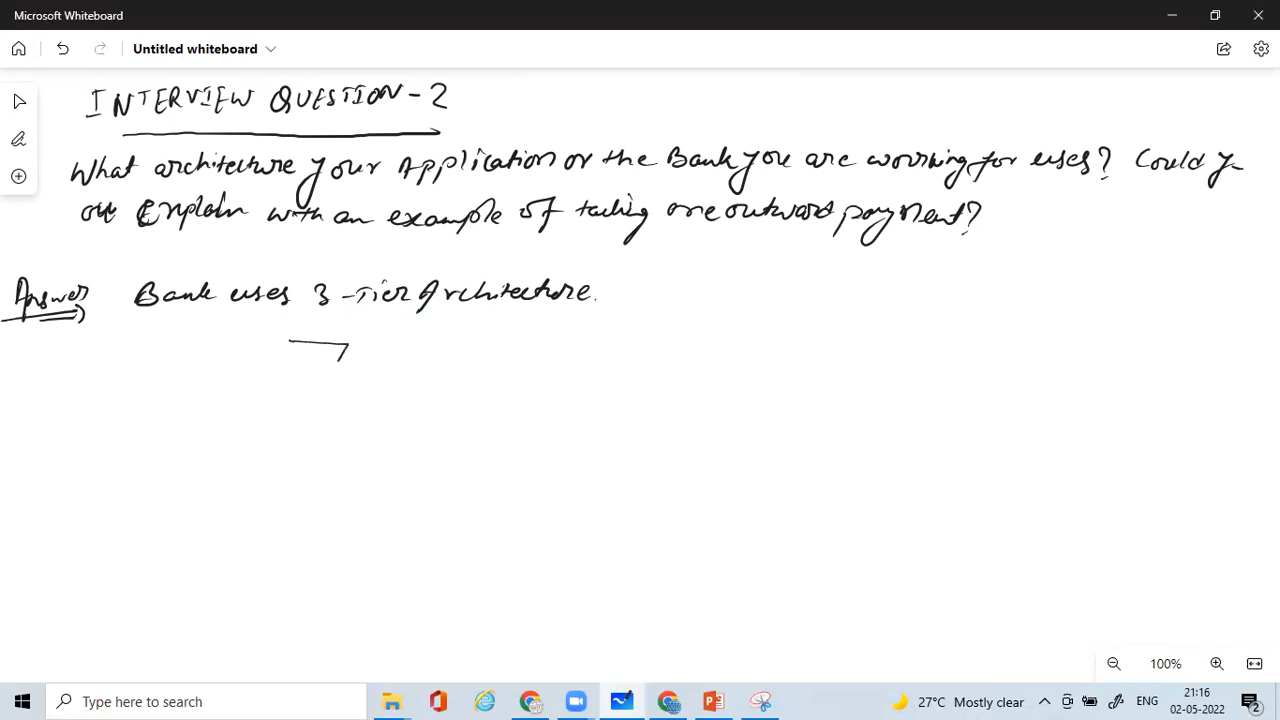 Microsoft Whiteboard
Untitled whiteboard
INTERVIEW QUESTION-2
What architecture your Application or the Bank you are working for uses? Could y-
ou Explain with an example of taking one outward payment?
Answer Bank uses 3-Tier Architecture.
100%
Type here to search
27°C Mostly clear
ENG
21:16
02-05-2022
2